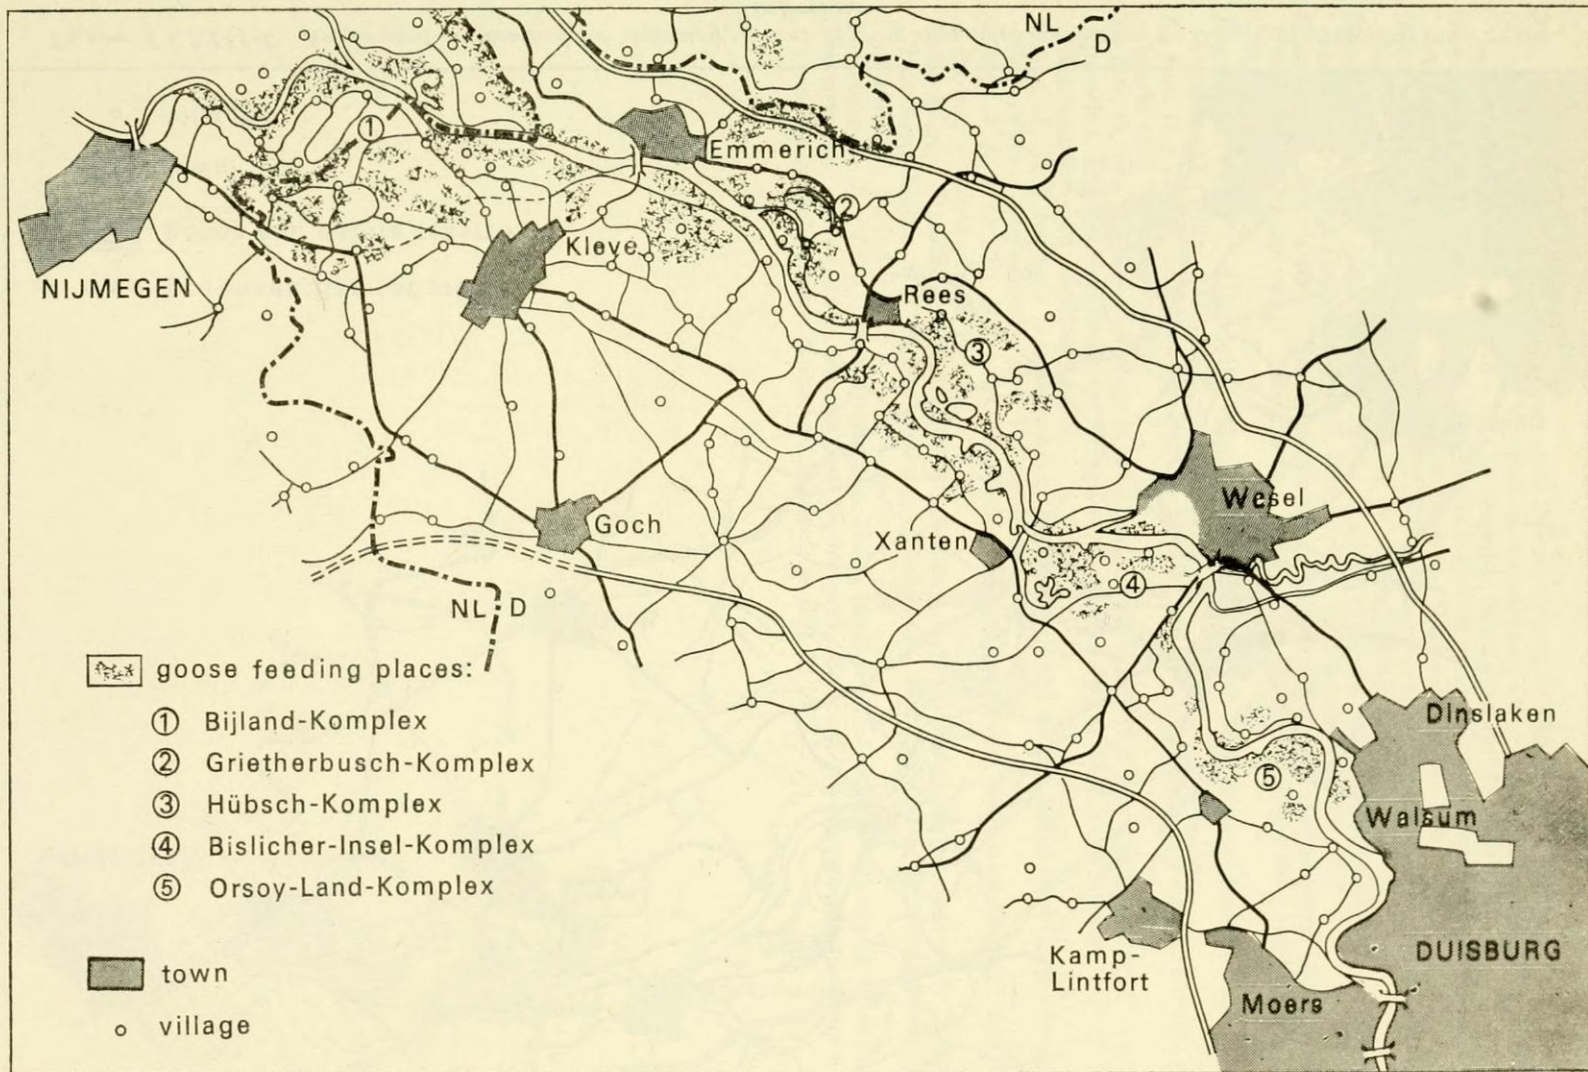 NL
D
Emmerich
①
②
NIJMEGEN
Kleve
Rees
③
Wesel
Goch
Xanten
④
NL D
goose feeding places:
① Bijland-Komplex
② Grietherbusch-Komplex
③ Hübsch-Komplex
④ Bislicher-Insel-Komplex
⑤ Orsoy-Land-Komplex
Dinslaken
⑤
Walsum
town
village
Kamp-
Lintfort
DUISBURG
Moers